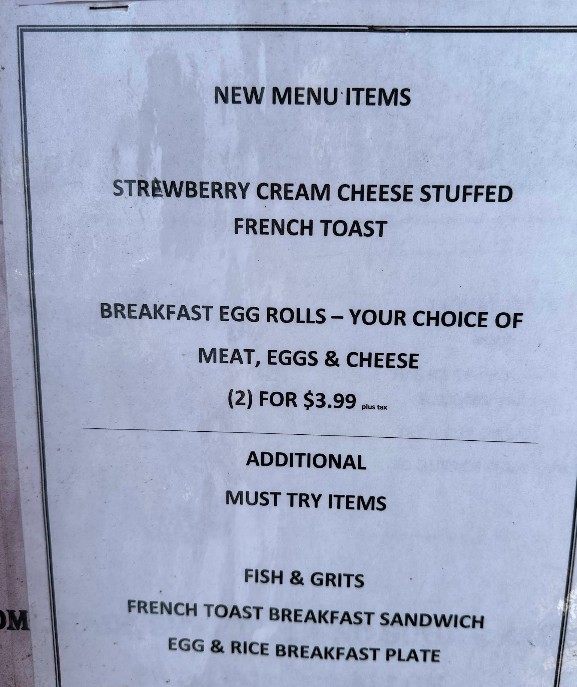 NEW MENU ITEMS
STREWBERRY CREAM CHEESE STUFFED
FRENCH TOAST
BREAKFAST EGG ROLLS – YOUR CHOICE OF
MEAT, EGGS & CHEESE
(2) FOR $3.99 plus tax
ADDITIONAL
MUST TRY ITEMS
FISH & GRITS
FRENCH TOAST BREAKFAST SANDWICH
EGG & RICE BREAKFAST PLATE
OM